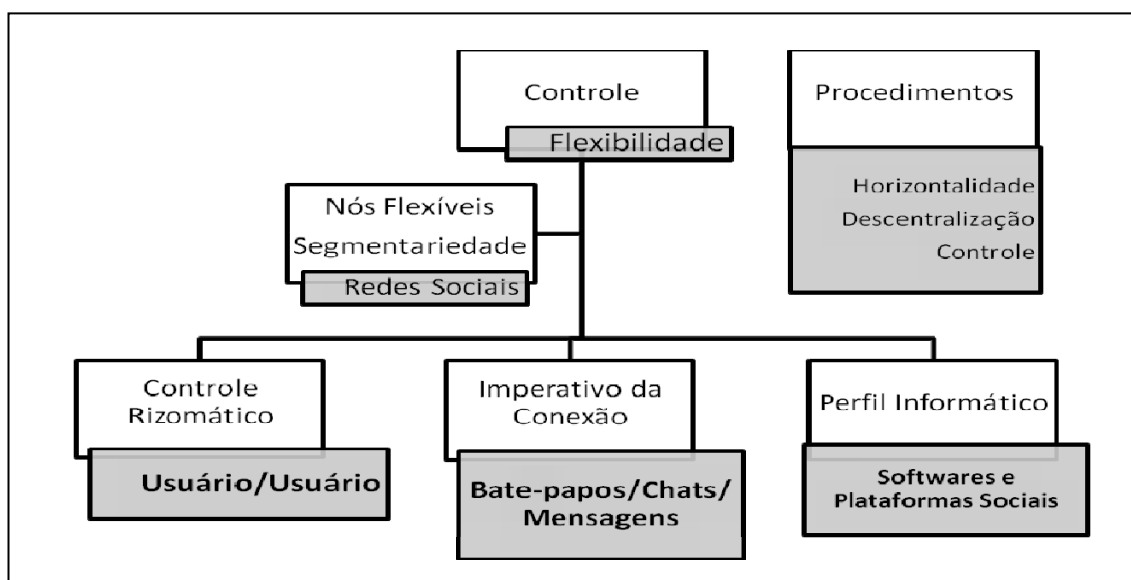 Controle
Flexibilidade
Procedimentos
Horizontalidade
Descentralização
Controle
Nós Flexíveis
Segmentariedade
Redes Sociais
Controle
Rizomático
Usuário/Usuário
Imperativo da
Conexão
Bate-papos/Chats/
Mensagens
Perfil Informático
Softwares e
Plataformas Sociais